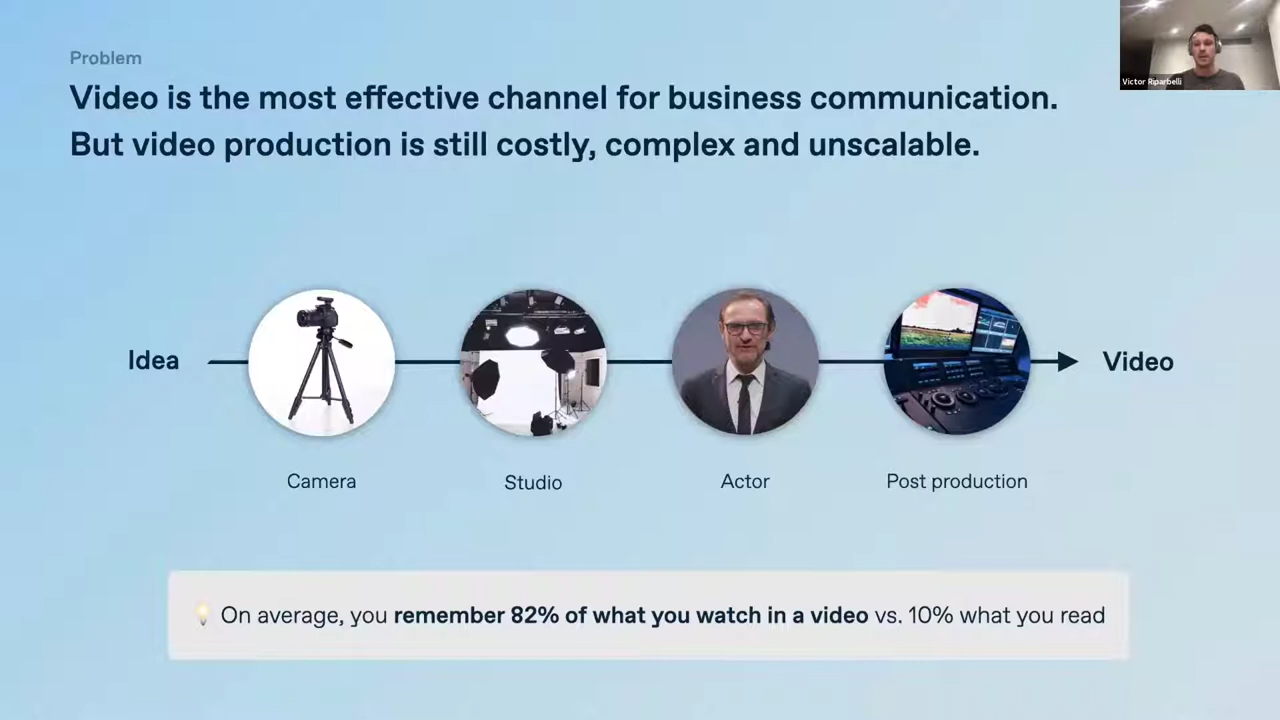 Problem
Video is the most effective channel for business communication.
But video production is still costly, complex and unscalable.
Victor Riparbelli
Idea
Video
Camera
Studio
Actor
Post production
On average, you remember 82% of what you watch in a video vs. 10% what you read